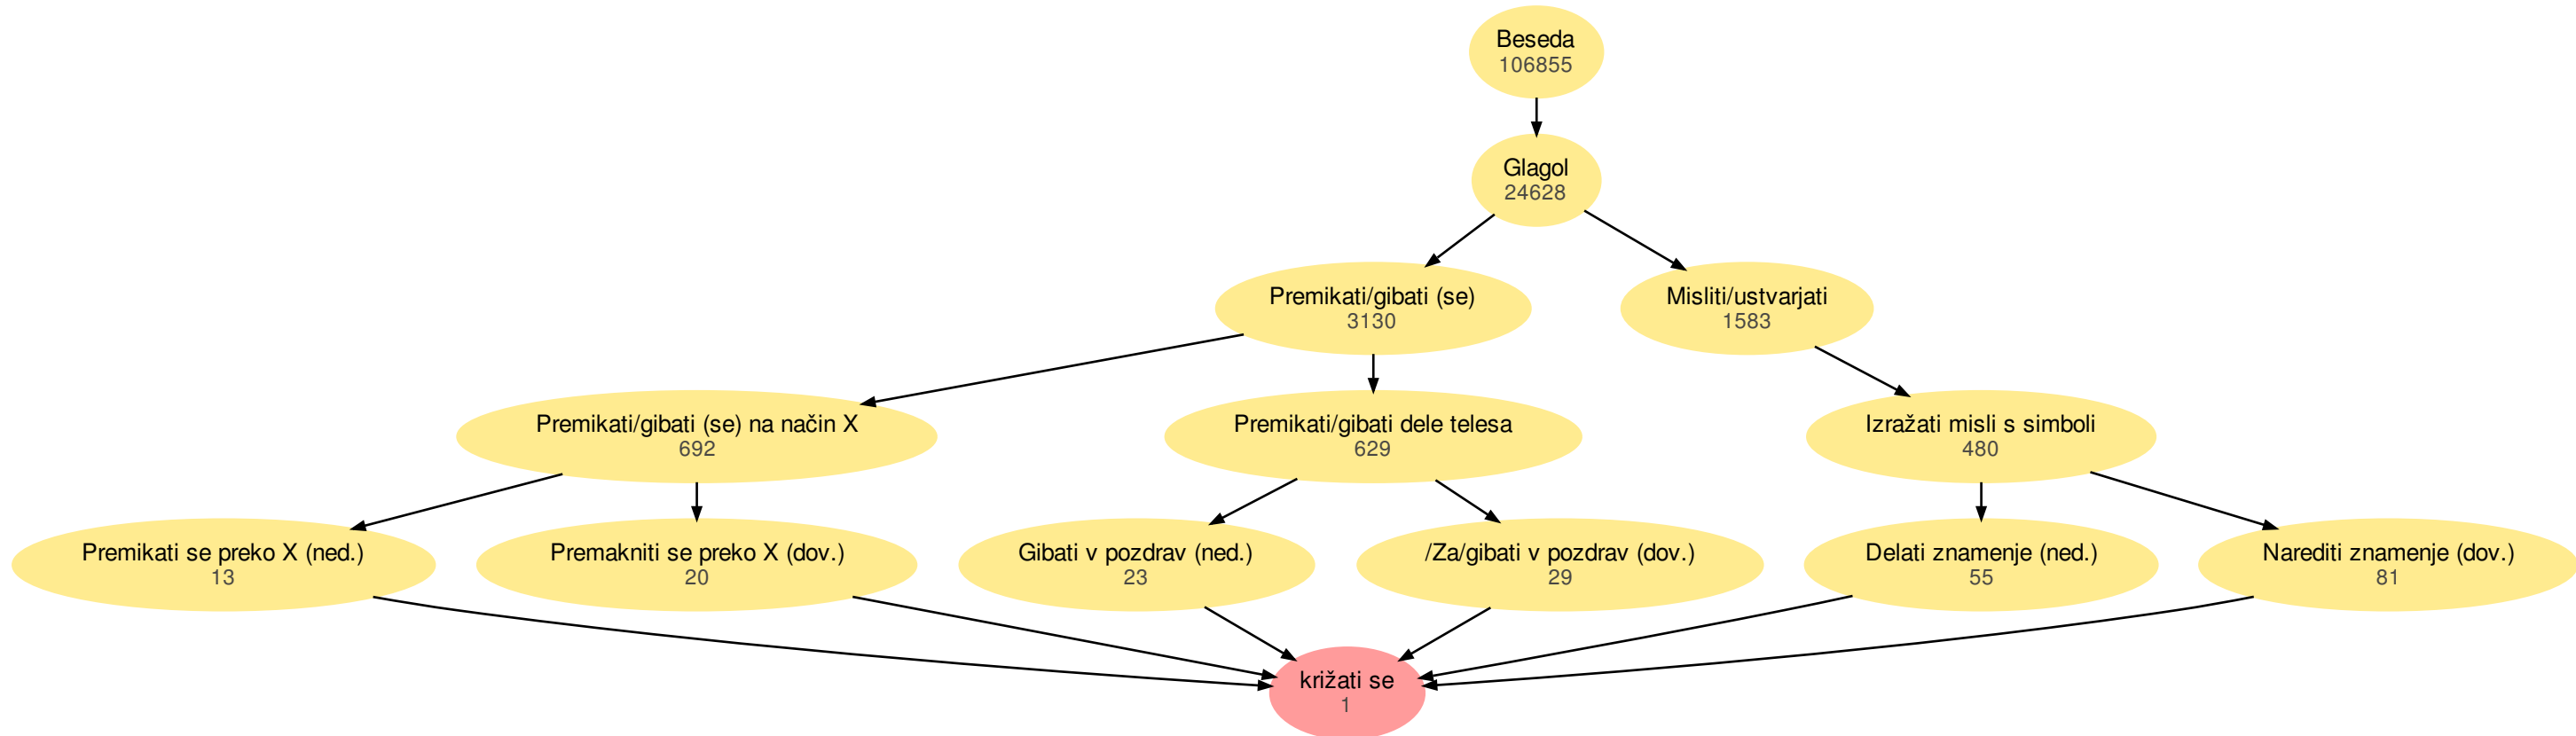 Beseda
106855
Glagol
24628
Premikati/gibati (se)
3130
Misliti/ustvarjati
1583
Premikati/gibati (se) na način X
692
Premikati/gibati dele telesa
629
Izražati misli s simboli
480
Premikati se preko X (ned.)
13
Premakniti se preko X (dov.)
20
Gibati v pozdrav (ned.)
23
/Za/gibati v pozdrav (dov.)
29
Delati znamenje (ned.)
55
Narediti znamenje (dov.)
81
križati se
1